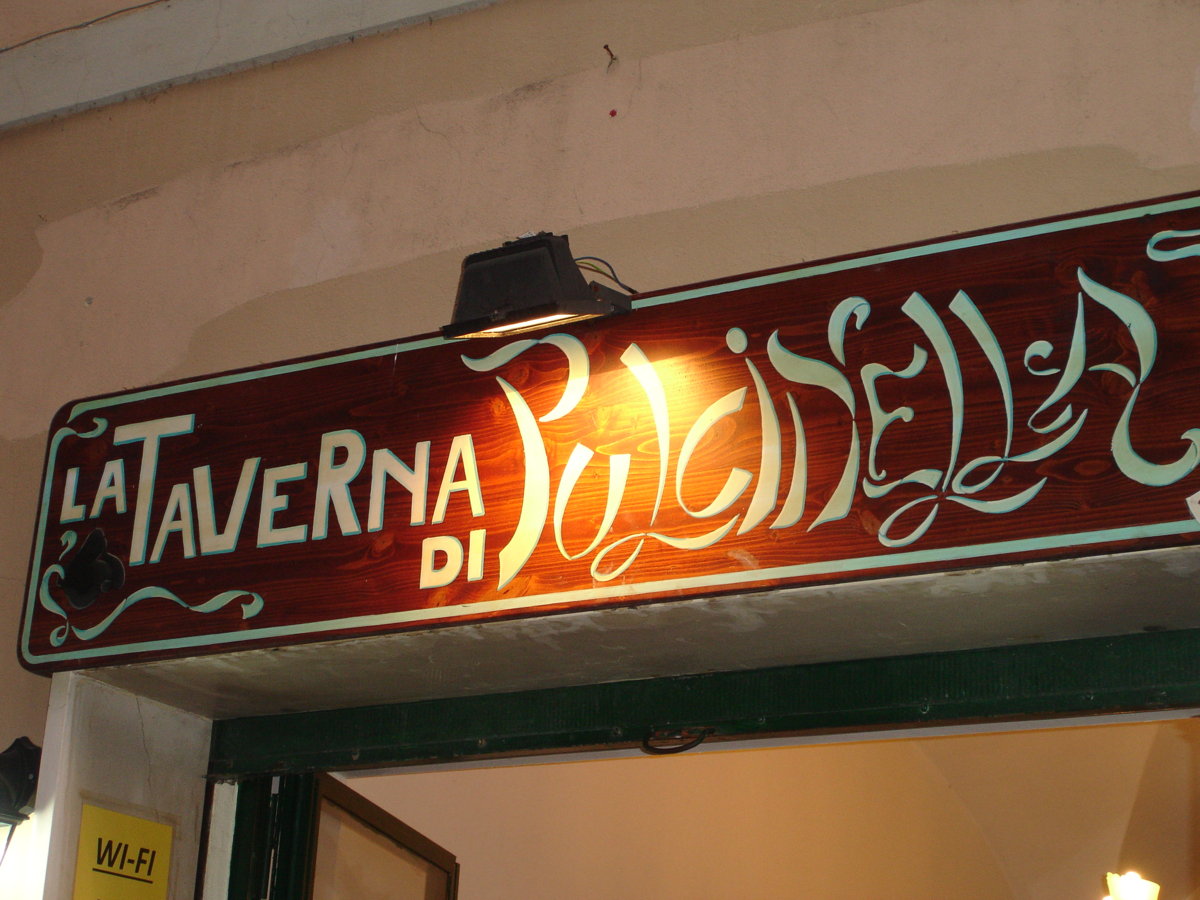 LA TAVERNA DI PULCINELLA
WI-FI